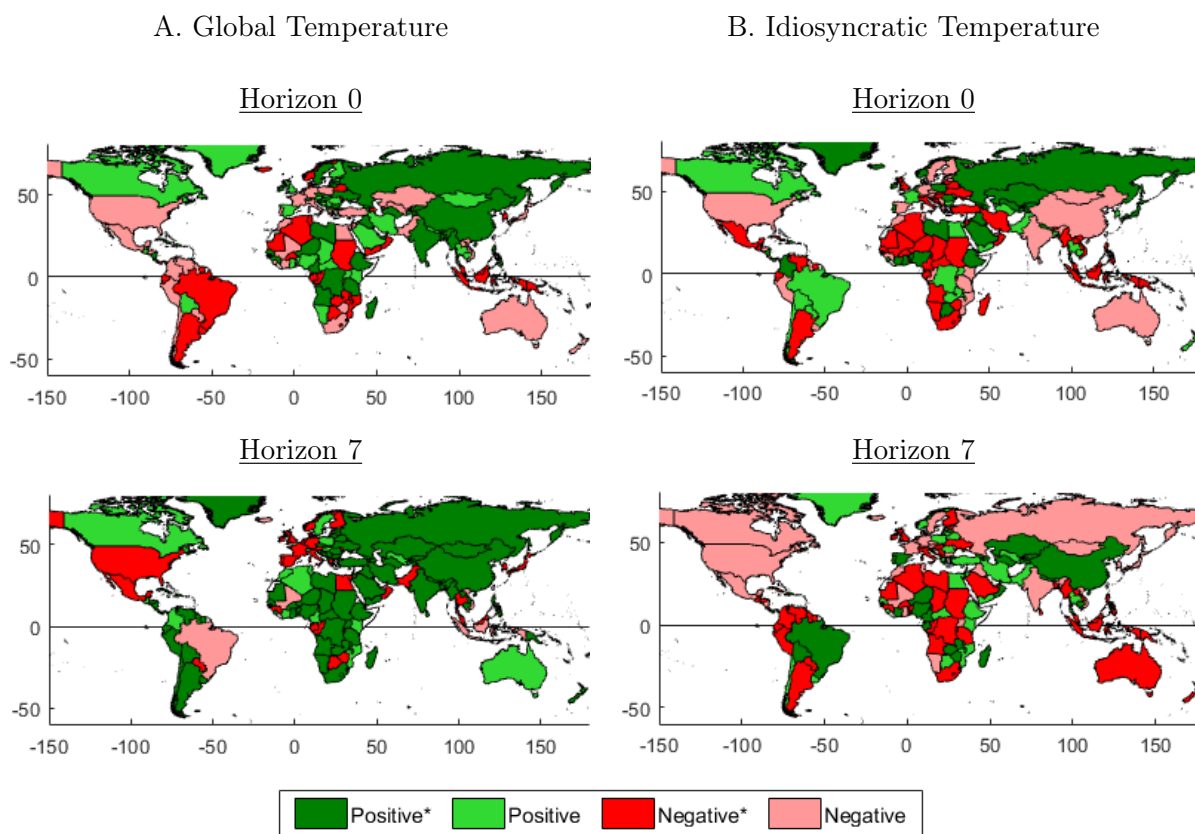 A. Global Temperature
B. Idiosyncratic Temperature
Horizon 0
Horizon 0
50
0
-50
-150 -100 -50 0 50 100 150
50
0
-50
-150 -100 -50 0 50 100 150
Horizon 7
Horizon 7
50
0
-50
-150 -100 -50 0 50 100 150
50
0
-50
-150 -100 -50 0 50 100 150
Positive* Positive Negative* Negative